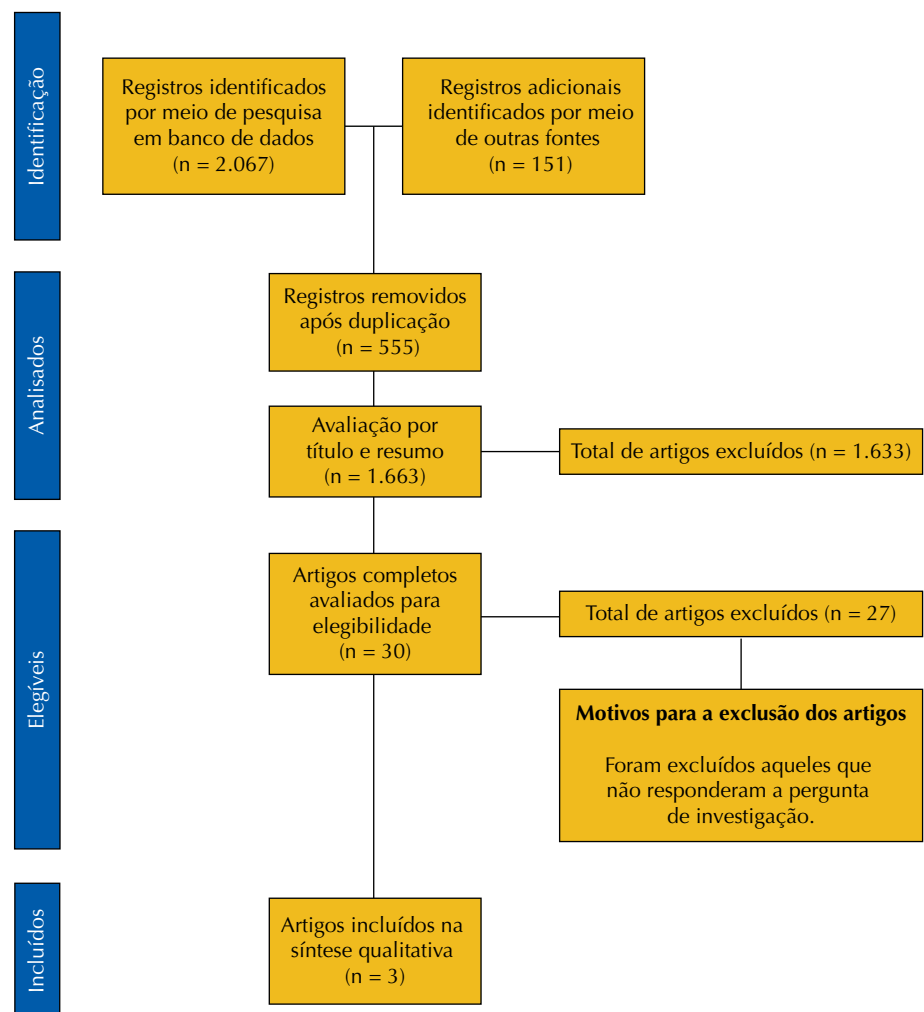 Identificação
Registros identificados
por meio de pesquisa
em banco de dados
(n = 2.067)
Registros adicionais
identificados por meio
de outras fontes
(n = 151)
Analisados
Registros removidos
após duplicação
(n = 555)
Avaliação por
título e resumo
(n = 1.663)
Total de artigos excluídos (n = 1.633)
Elegíveis
Artigos completos
avaliados para
elegibilidade
(n = 30)
Total de artigos excluídos (n = 27)
Motivos para a exclusão dos artigos
Foram excluídos aqueles que
não responderam a pergunta
de investigação.
Incluídos
Artigos incluídos na
síntese qualitativa
(n = 3)